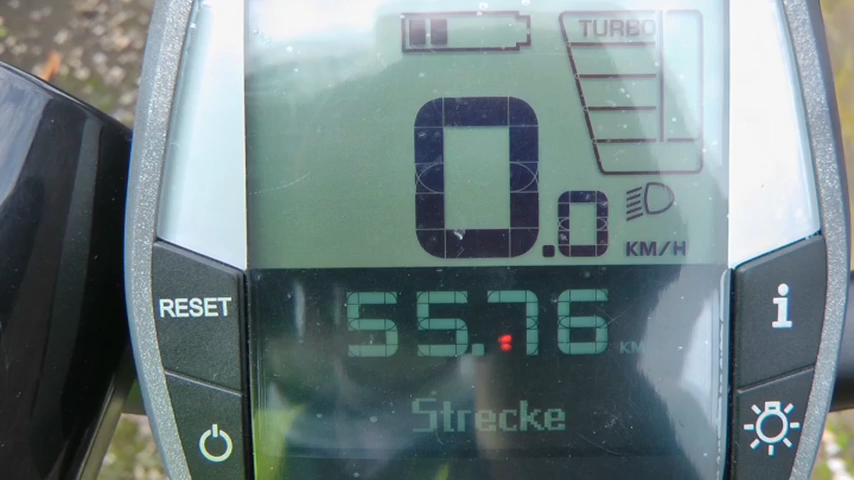 TURBO
0.0
KM/H
RESET
55.76 KM
i
Strecke